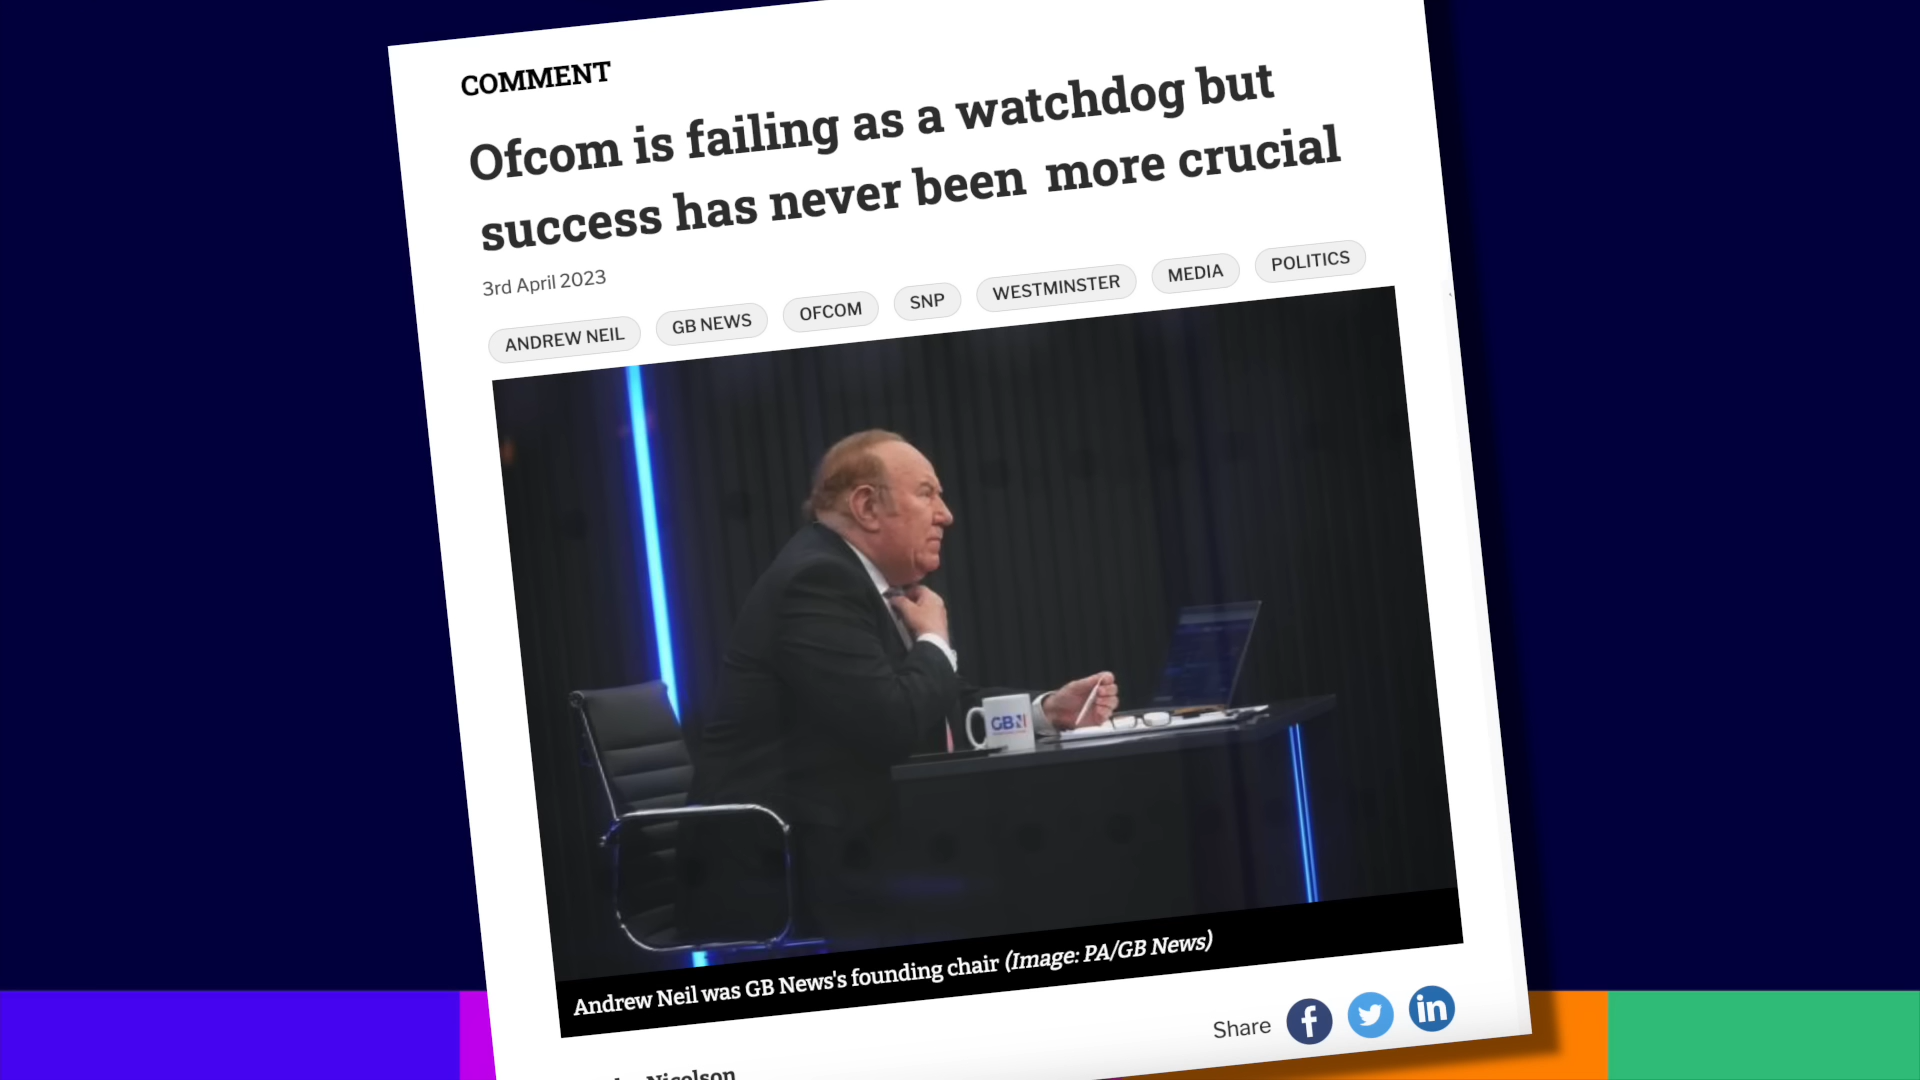 COMMENT
Ofcom is failing as a watchdog but
success has never been more crucial
3rd April 2023
ANDREW NEIL GB NEWS OFCOM SNP WESTMINSTER MEDIA POLITICS
GBN
Andrew Neil was GB News's founding chair (Image: PA/GB News)
Share f in
Nicolson